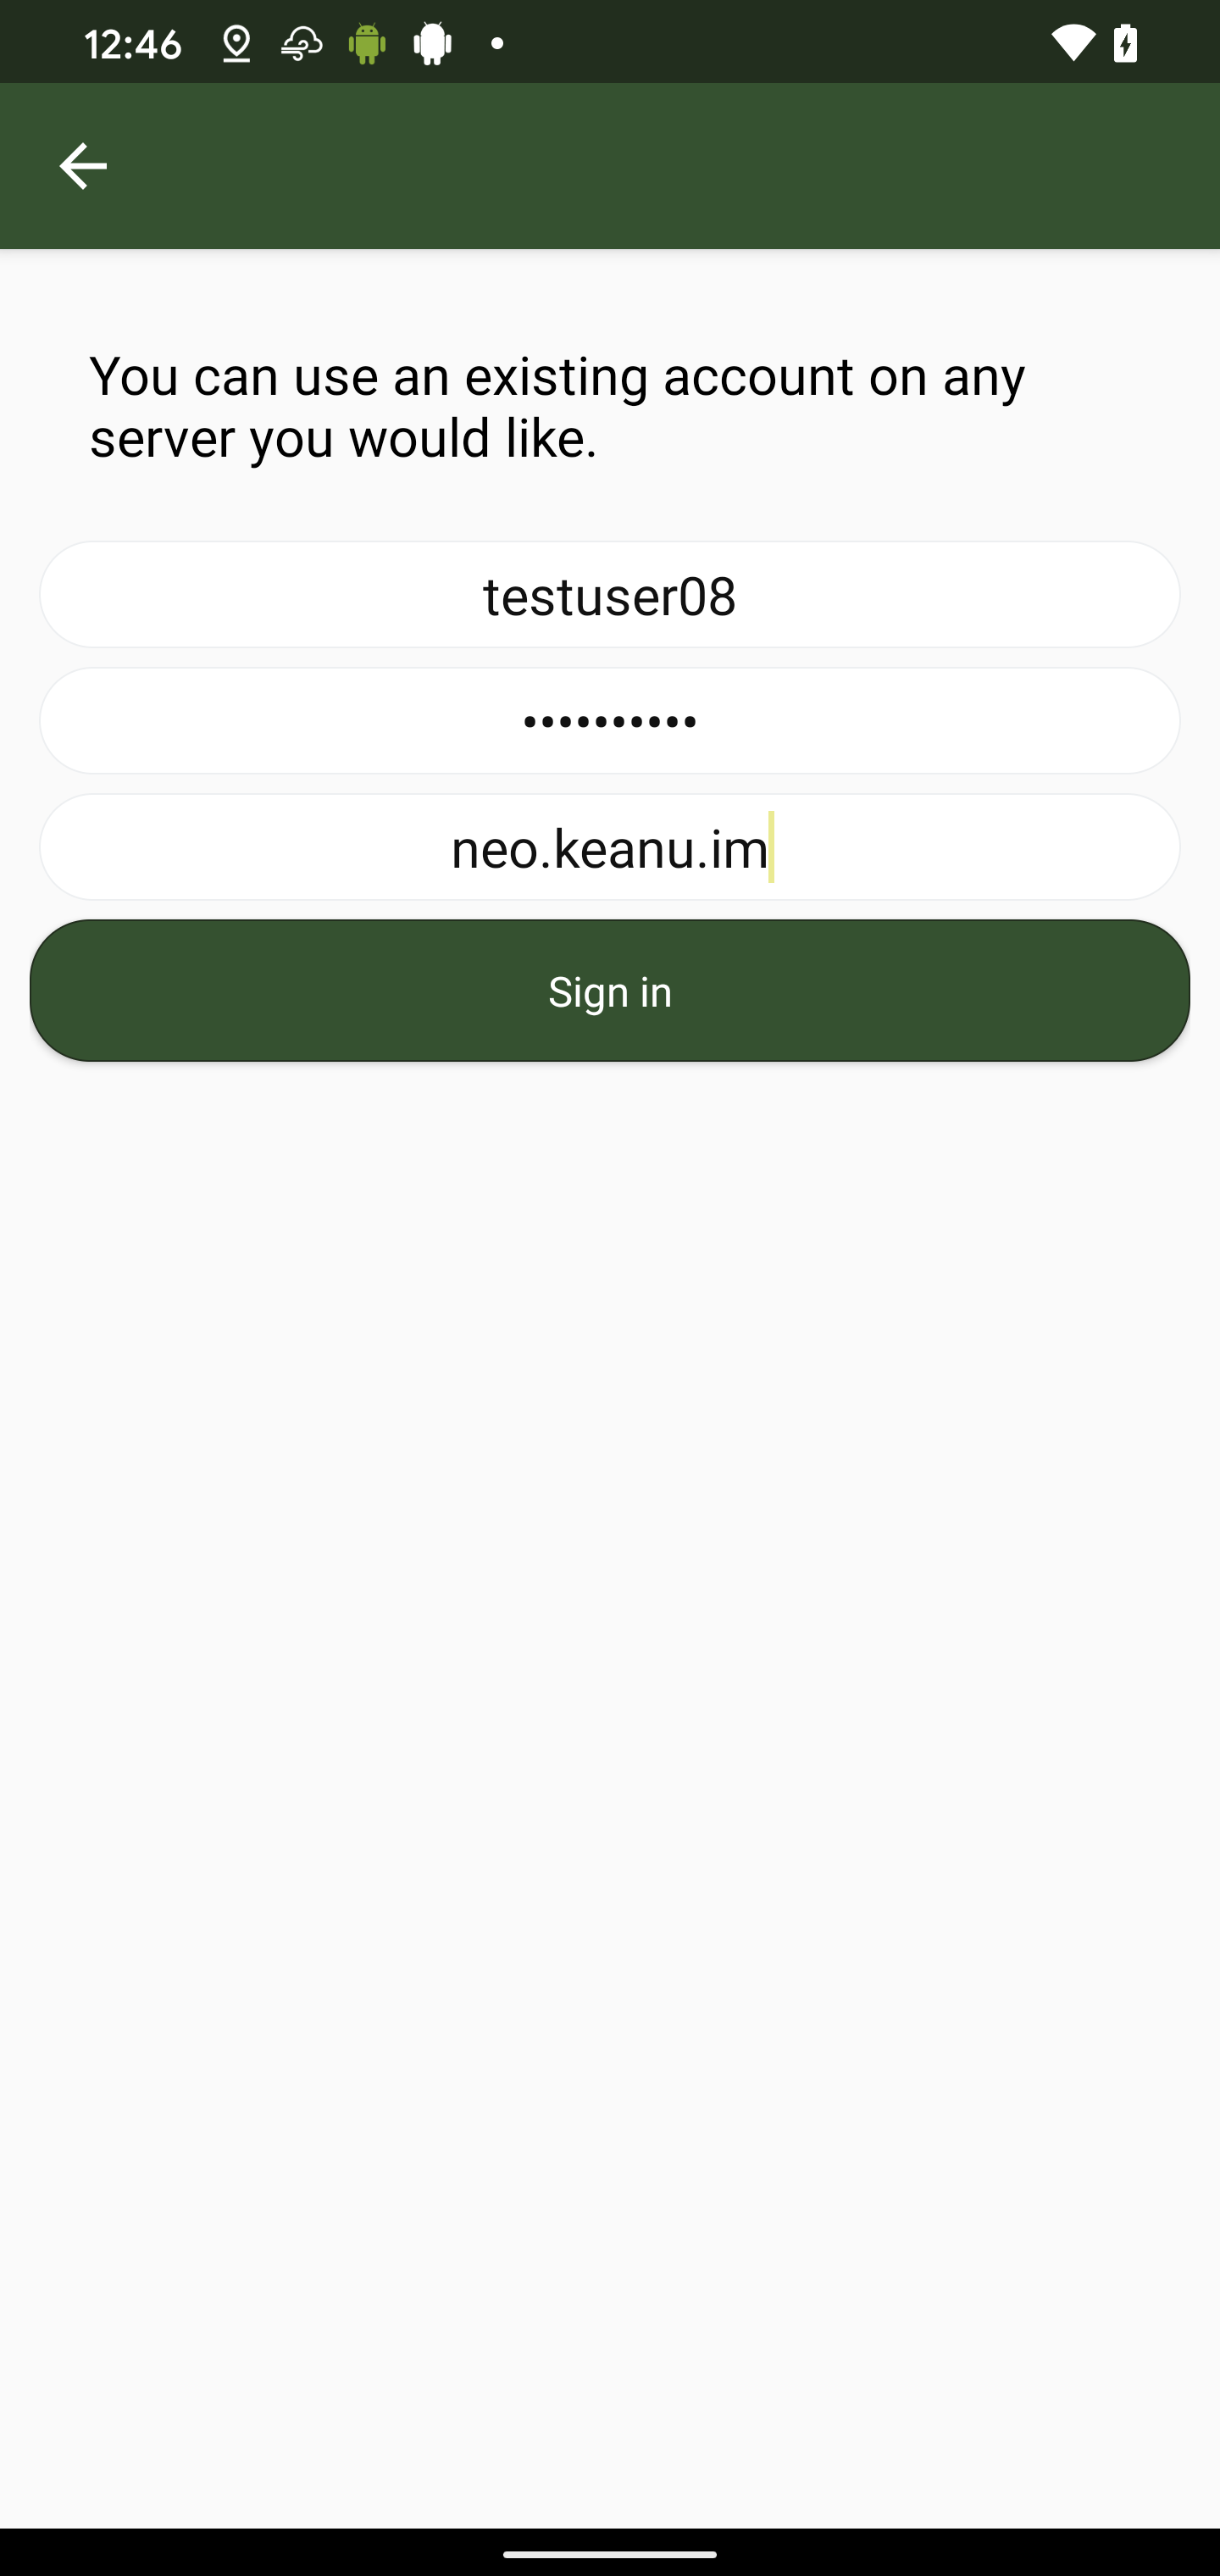 12:46
You can use an existing account on any
server you would like.
testuser08
••••••••••
neo.keanu.im
Sign in